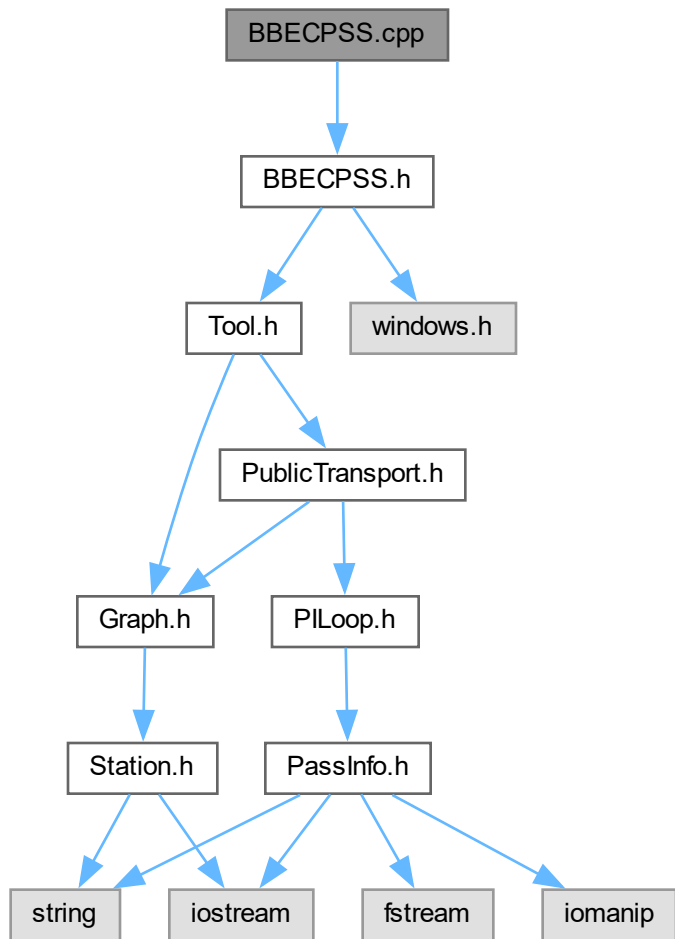 BBECPSS.cpp
BBECPSS.h
Tool.h
windows.h
PublicTransport.h
Graph.h
PILoop.h
Station.h
PassInfo.h
string
iostream
fstream
iomanip